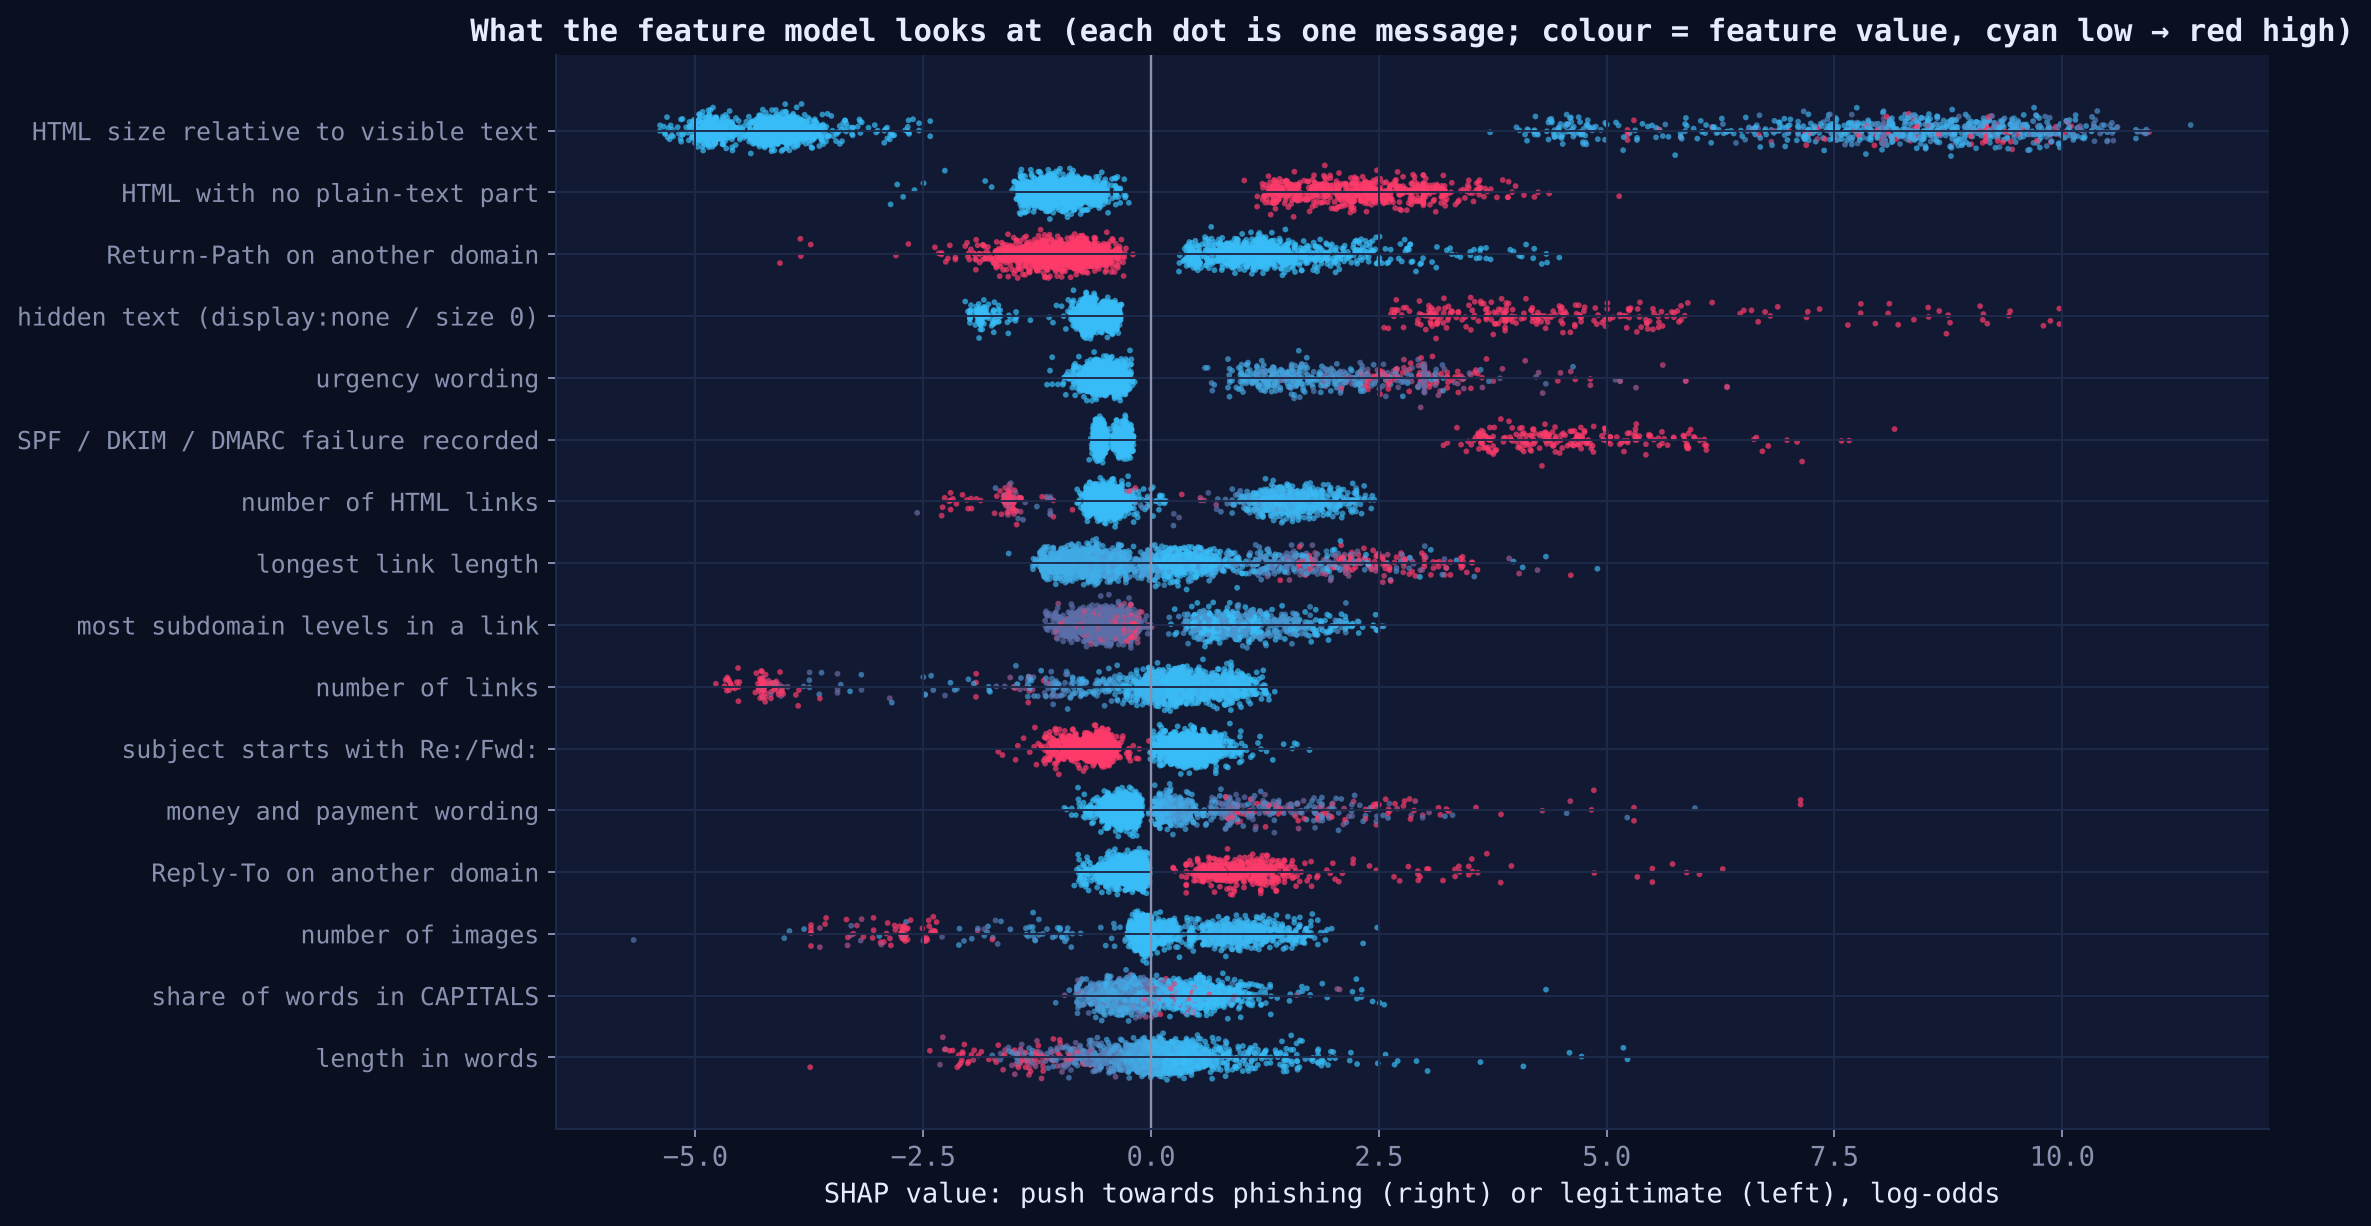 What the feature model looks at (each dot is one message; colour = feature value, cyan low → red high)
HTML size relative to visible text
HTML with no plain-text part
Return-Path on another domain
hidden text (display:none / size 0)
urgency wording
SPF / DKIM / DMARC failure recorded
number of HTML links
longest link length
most subdomain levels in a link
number of links
subject starts with Re:/Fwd:
money and payment wording
Reply-To on another domain
number of images
share of words in CAPITALS
length in words
−5.0 −2.5 0.0 2.5 5.0 7.5 10.0
SHAP value: push towards phishing (right) or legitimate (left), log-odds